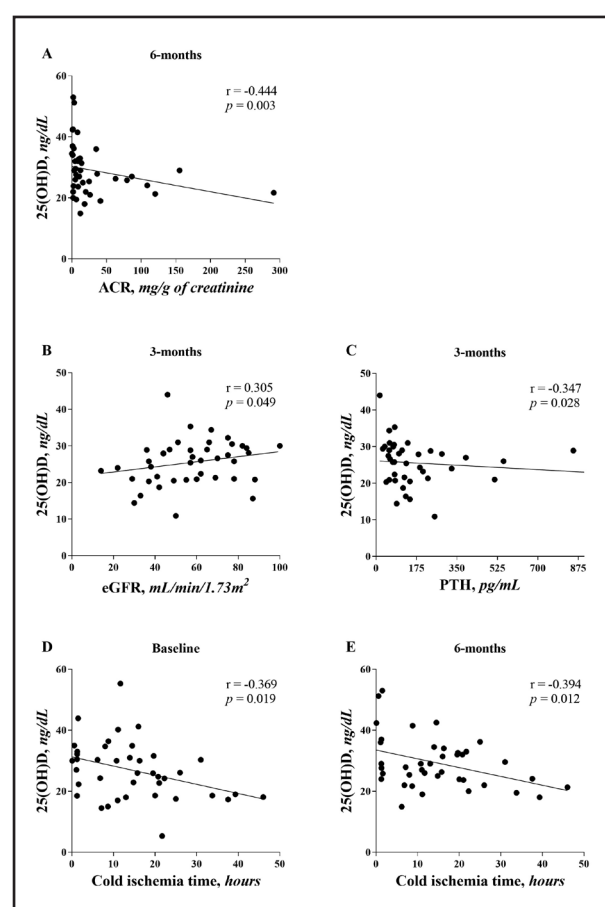 A
6-months
r = -0.444
p = 0.003
25(OH)D, ng/dL
60
40
20
0
0 50 100 150 200 250 300
ACR, mg/g of creatinine
B
3-months
r 0.305
p = 0.049
25(OH)D, ng/dL
50
40
30
20
10
0
0 20 40 60 80 100
eGFR, mL/min/1.73m²
C
3-months
r = -0.347
p = 0.028
25(OH)D, ng/dL
50
40
30
20
10
0
0 175 350 525 700 875
PTH, pg/mL
D
Baseline
r = -0.369
p = 0.019
25(OH)D, ng/dL
60
40
20
0
0 10 20 30 40 50
Cold ischemia time, hours
E
6-months
r = -0.394
p = 0.012
25(OH)D, ng/dL
60
40
20
0
0 10 20 30 40 50
Cold ischemia time, hours